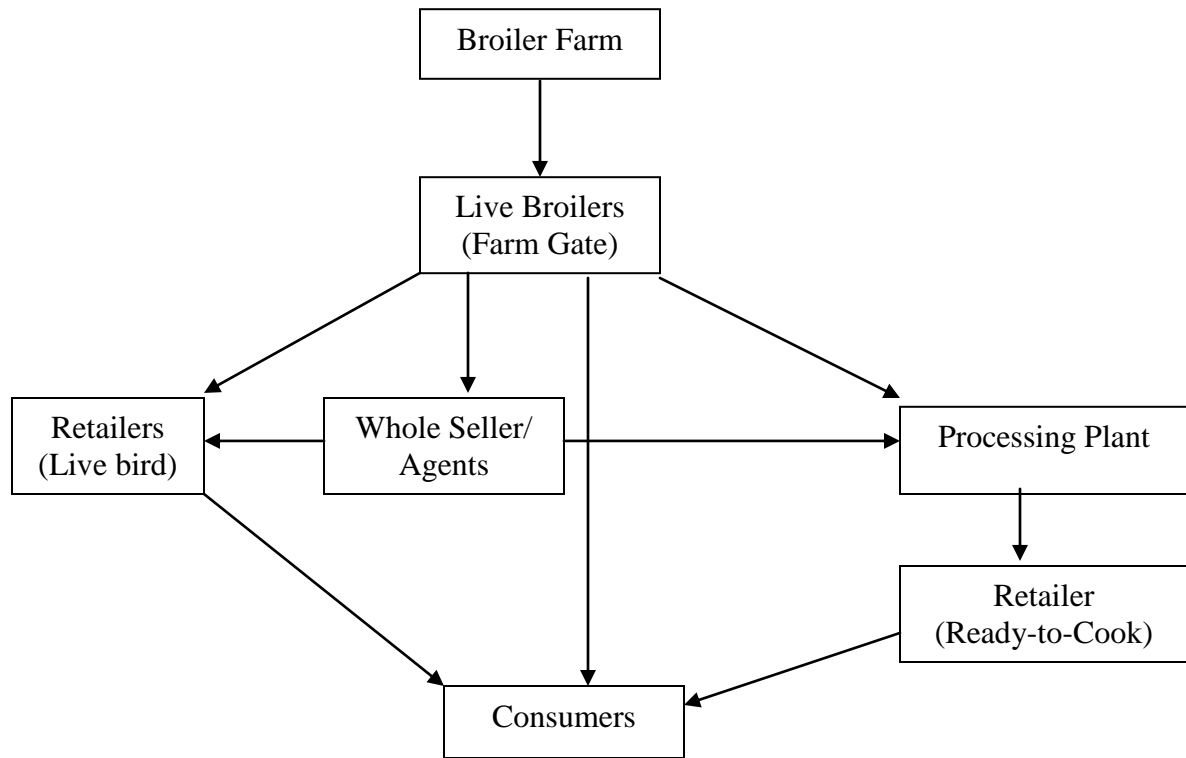 Broiler Farm
Live Broilers
(Farm Gate)
Retailers
(Live bird)
Whole Seller/
Agents
Processing Plant
Retailer
(Ready-to-Cook)
Consumers